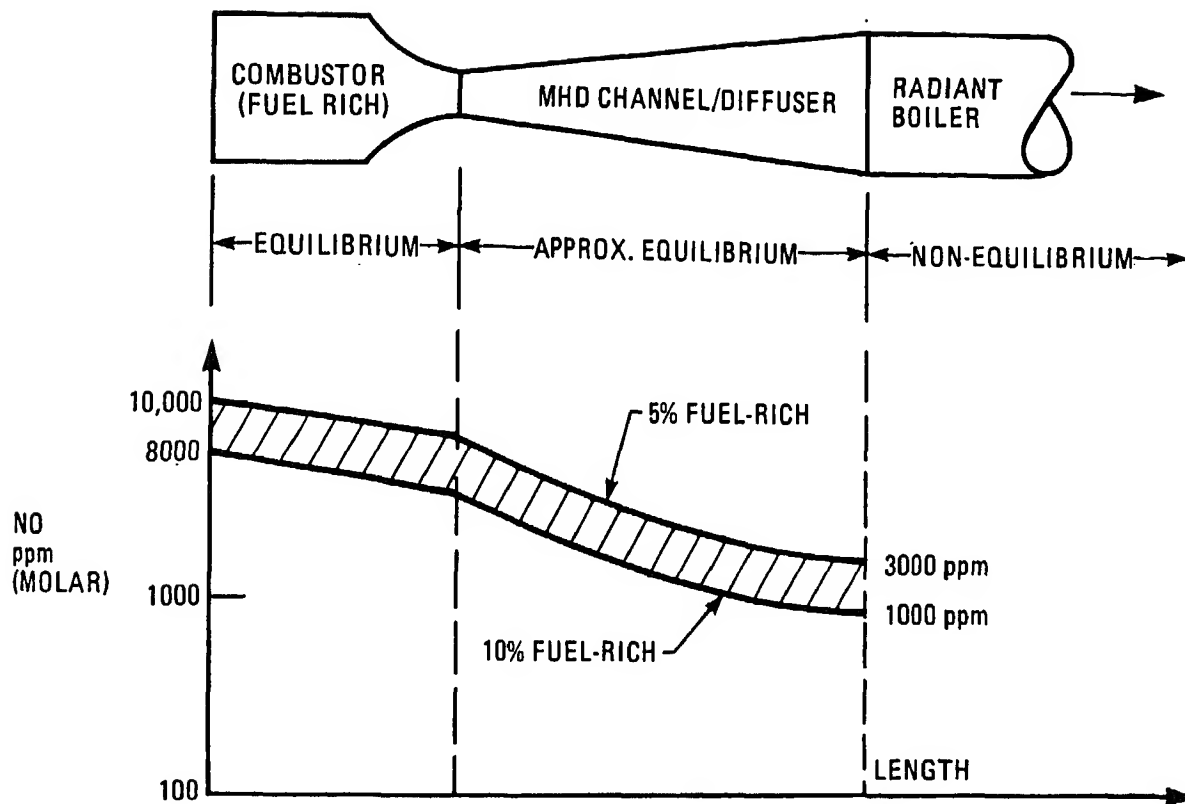 COMBUSTOR
(FUEL RICH)
MHD CHANNEL/DIFFUSER
RADIANT
BOILER
EQUILIBRIUM
APPROX. EQUILIBRIUM
NON-EQUILIBRIUM
10,000
8000
NO
ppm
(MOLAR)
1000
100
5% FUEL-RICH
10% FUEL-RICH
3000 ppm
1000 ppm
LENGTH